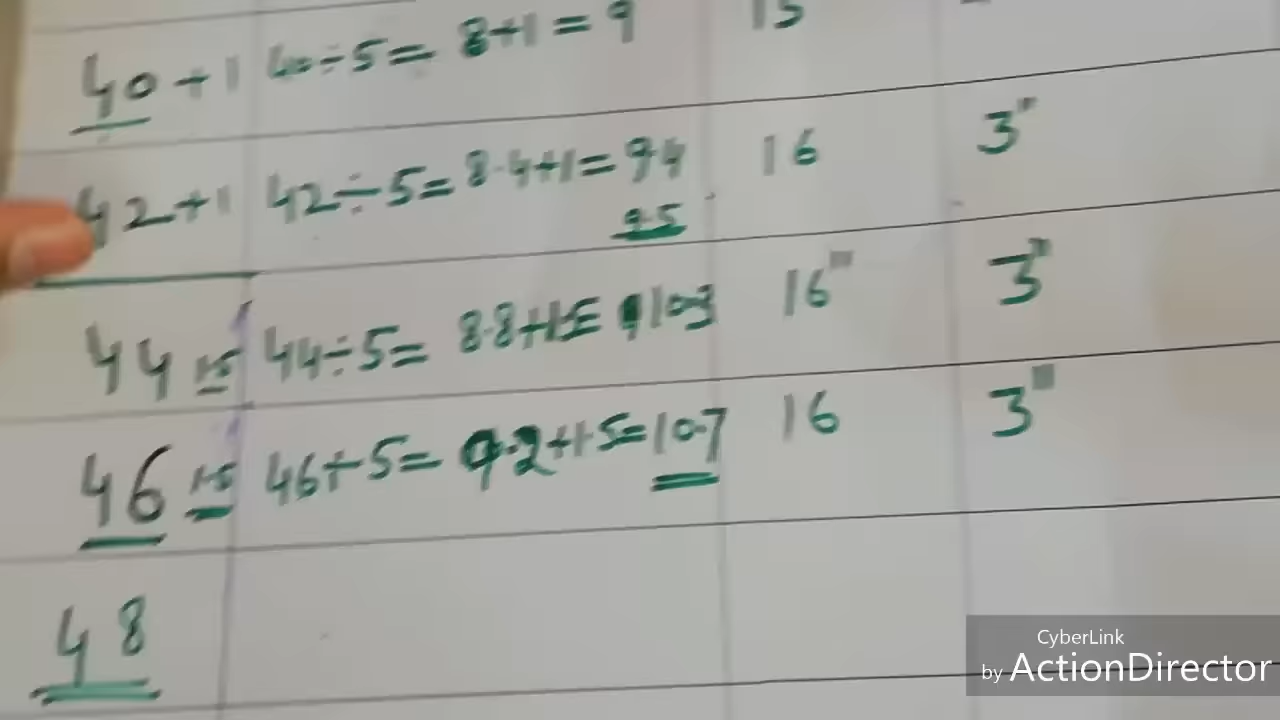 40 + 1 40÷5= 8+1 = 9 15
42+1 42÷5= 8.4+1= 9.4 16 3"
9.5
44 1.5 44÷5= 8.8+1.5= 10.3 16" 3"
46 1.5 46÷5= 9.2+1.5= 10.7 16 3"
48
CyberLink
by ActionDirector